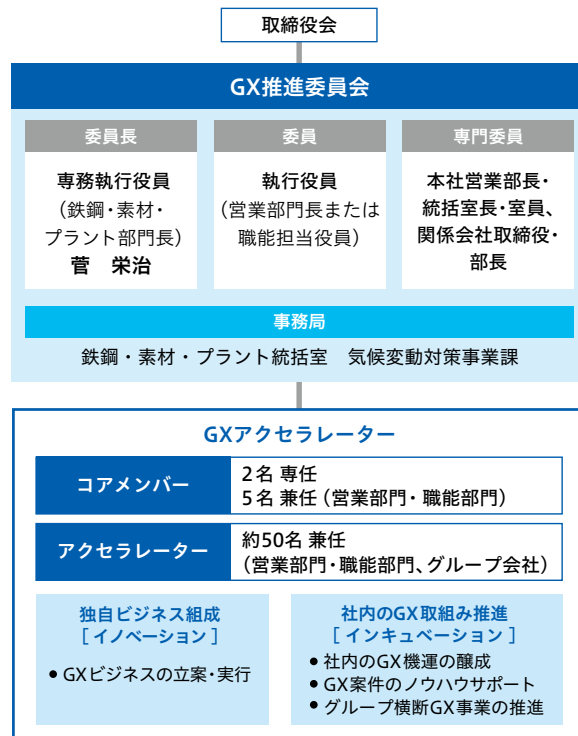 取締役会
GX推進委員会
委員長
専務執行役員
(鉄鋼・素材・
プラント部門長)
菅　栄治
委員
執行役員
(営業部門長または
職能担当役員)
専門委員
本社営業部長・
統括室長・室員、
関係会社取締役・
部長
事務局
鉄鋼・素材・プラント統括室　気候変動対策事業課
GXアクセラレーター
コアメンバー
2名 専任
5名 兼任(営業部門・職能部門)
アクセラレーター
約50名 兼任
(営業部門・職能部門、グループ会社)
独自ビジネス組成
[イノベーション]
● GXビジネスの立案・実行
社内のGX取組み推進
[インキュベーション]
● 社内のGX機運の醸成
● GX案件のノウハウサポート
● グループ横断GX事業の推進